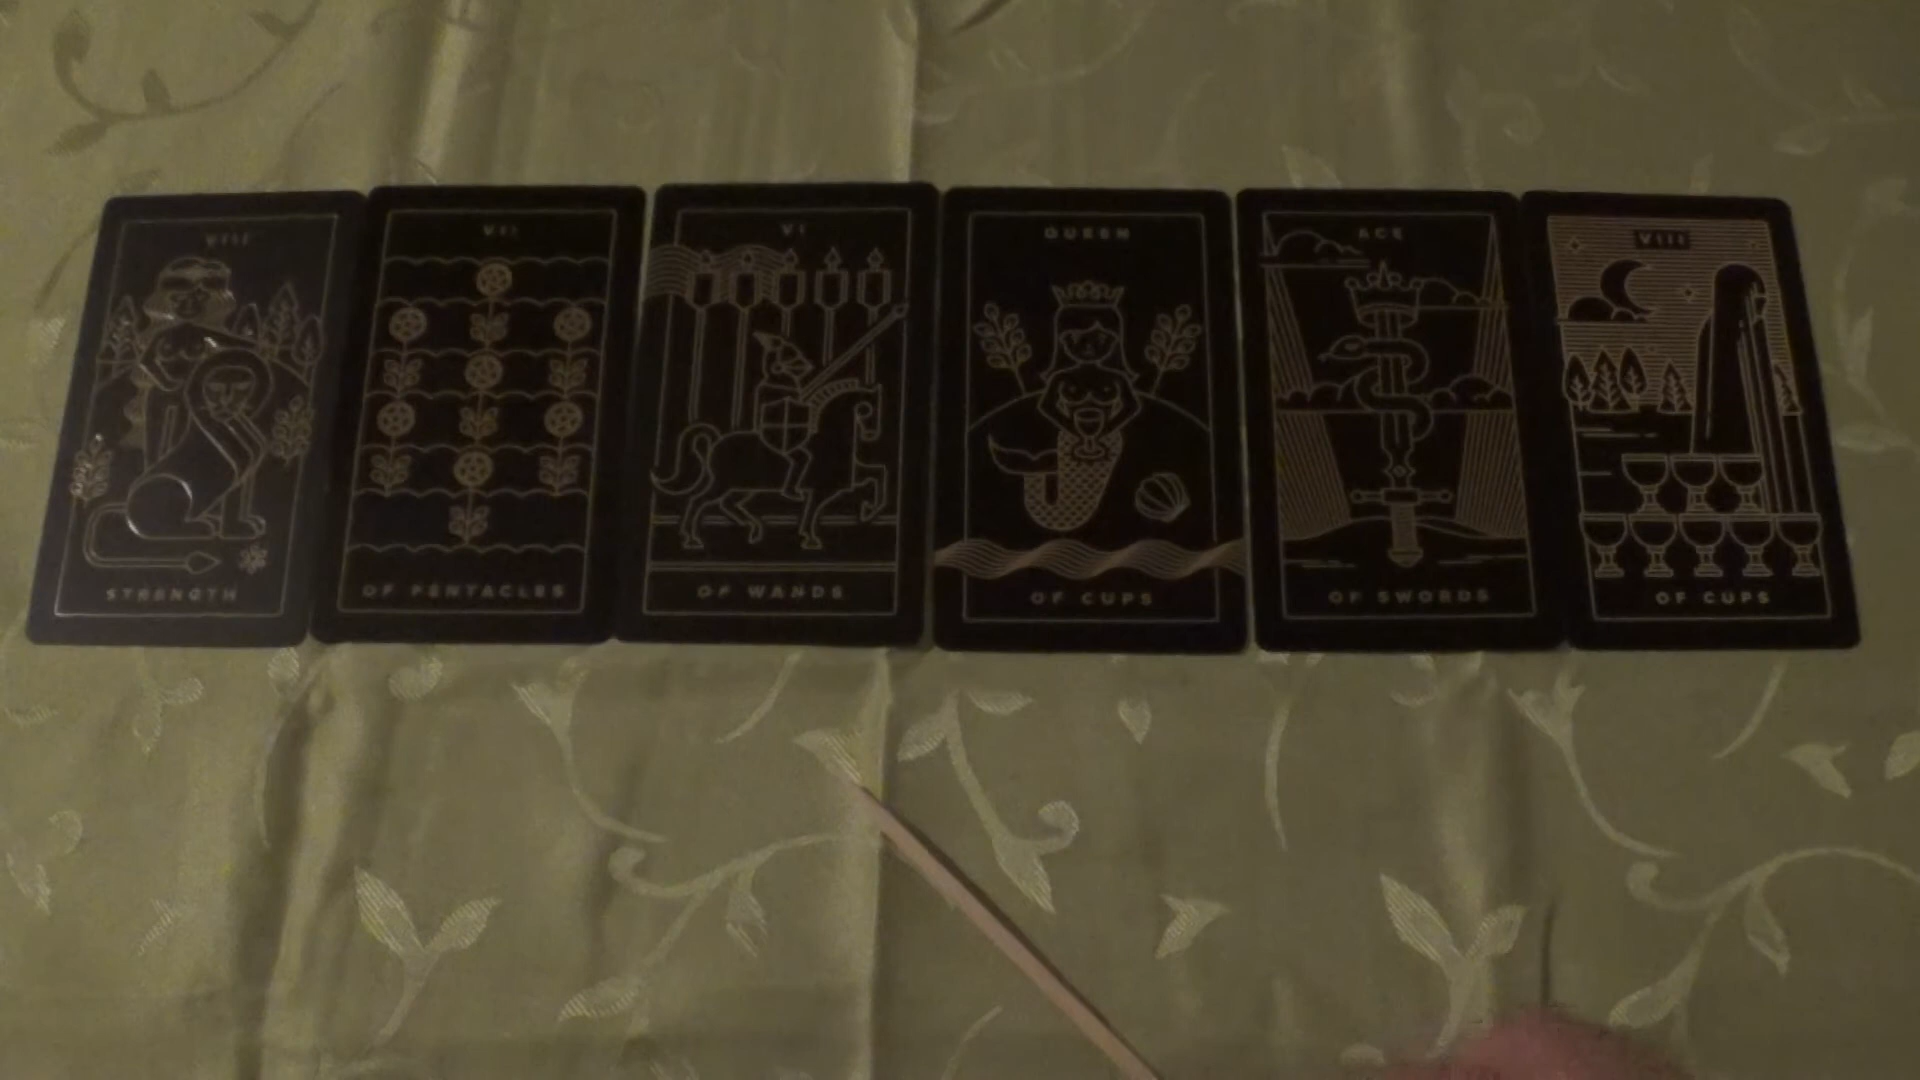 VIII
STRENGTH
VII
OF PENTACLES
VI
OF WANDS
QUEEN
OF CUPS
ACE
OF SWORDS
VIII
OF CUPS